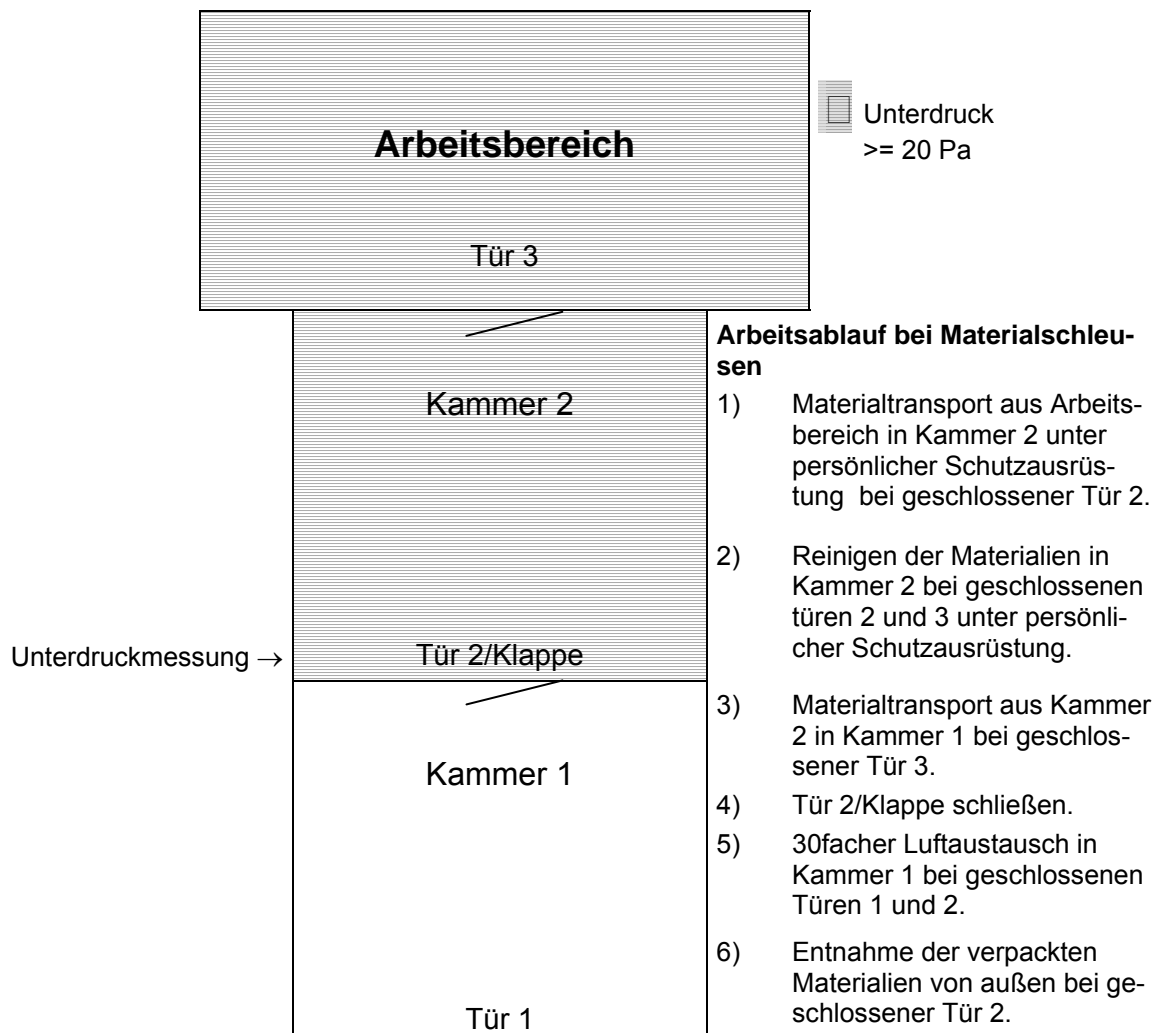 Arbeitsbereich
Unterdruck
>= 20 Pa
Tür 3
Kammer 2
Unterdruckmessung →
Tür 2/Klappe
Kammer 1
Tür 1
Arbeitsablauf bei Materialschleu-
sen
1) Materialtransport aus Arbeits-
bereich in Kammer 2 unter
persönlicher Schutzausrüs-
tung bei geschlossener Tür 2.
2) Reinigen der Materialien in
Kammer 2 bei geschlossenen
türen 2 und 3 unter persönli-
cher Schutzausrüstung.
3) Materialtransport aus Kammer
2 in Kammer 1 bei geschlos-
sener Tür 3.
4) Tür 2/Klappe schließen.
5) 30facher Luftaustausch in
Kammer 1 bei geschlossenen
Türen 1 und 2.
6) Entnahme der verpackten
Materialien von außen bei ge-
schlossener Tür 2.